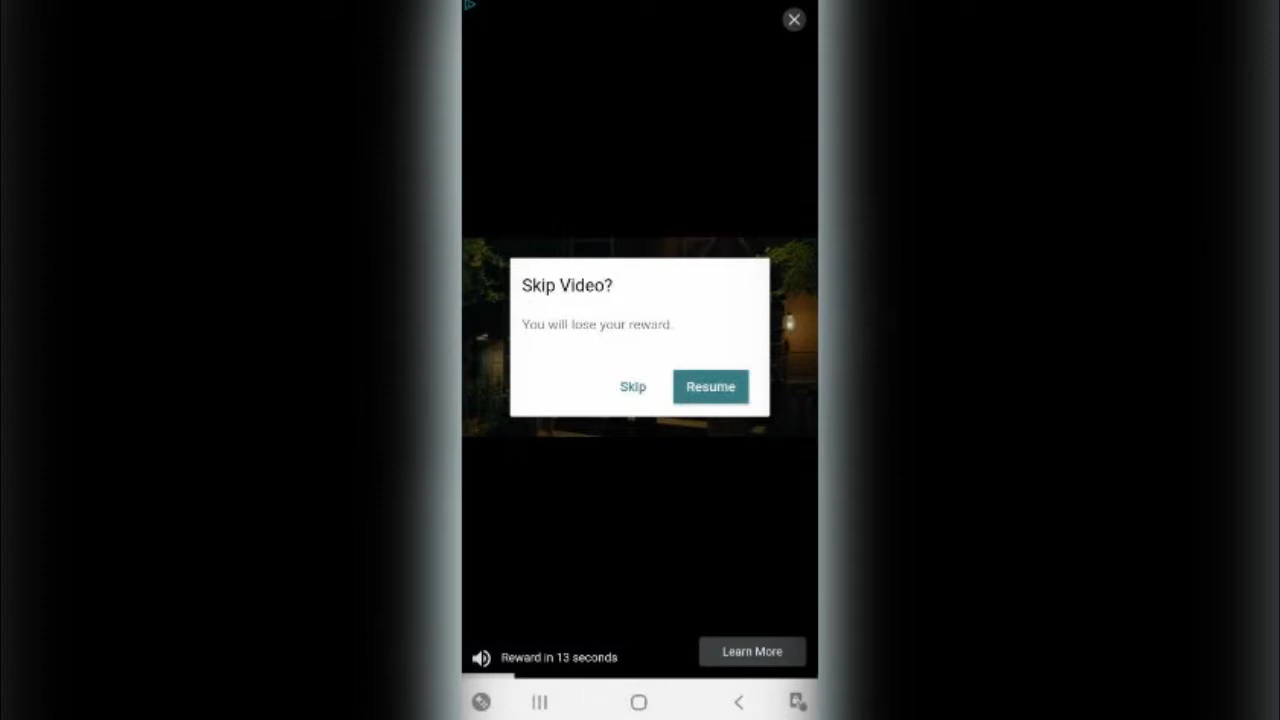 Skip Video?
You will lose your reward.
Skip
Resume
Reward in 13 seconds
Learn More